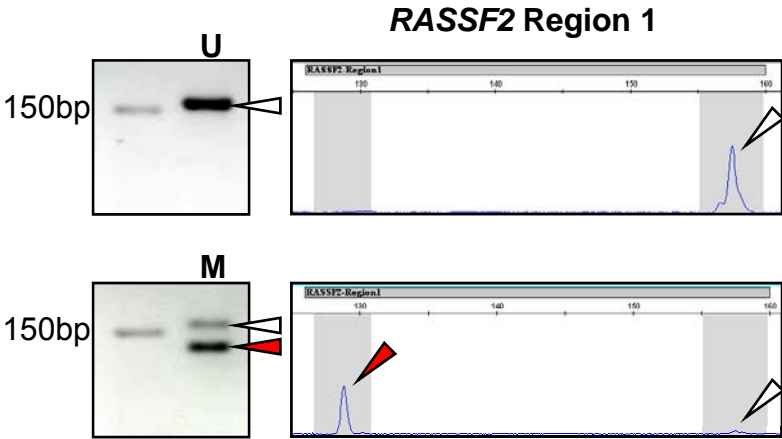 RASSF2 Region 1
U
150bp
RASSF2-Region1
130 140 150 160
M
150bp
RASSF2-Region1
130 140 150 160